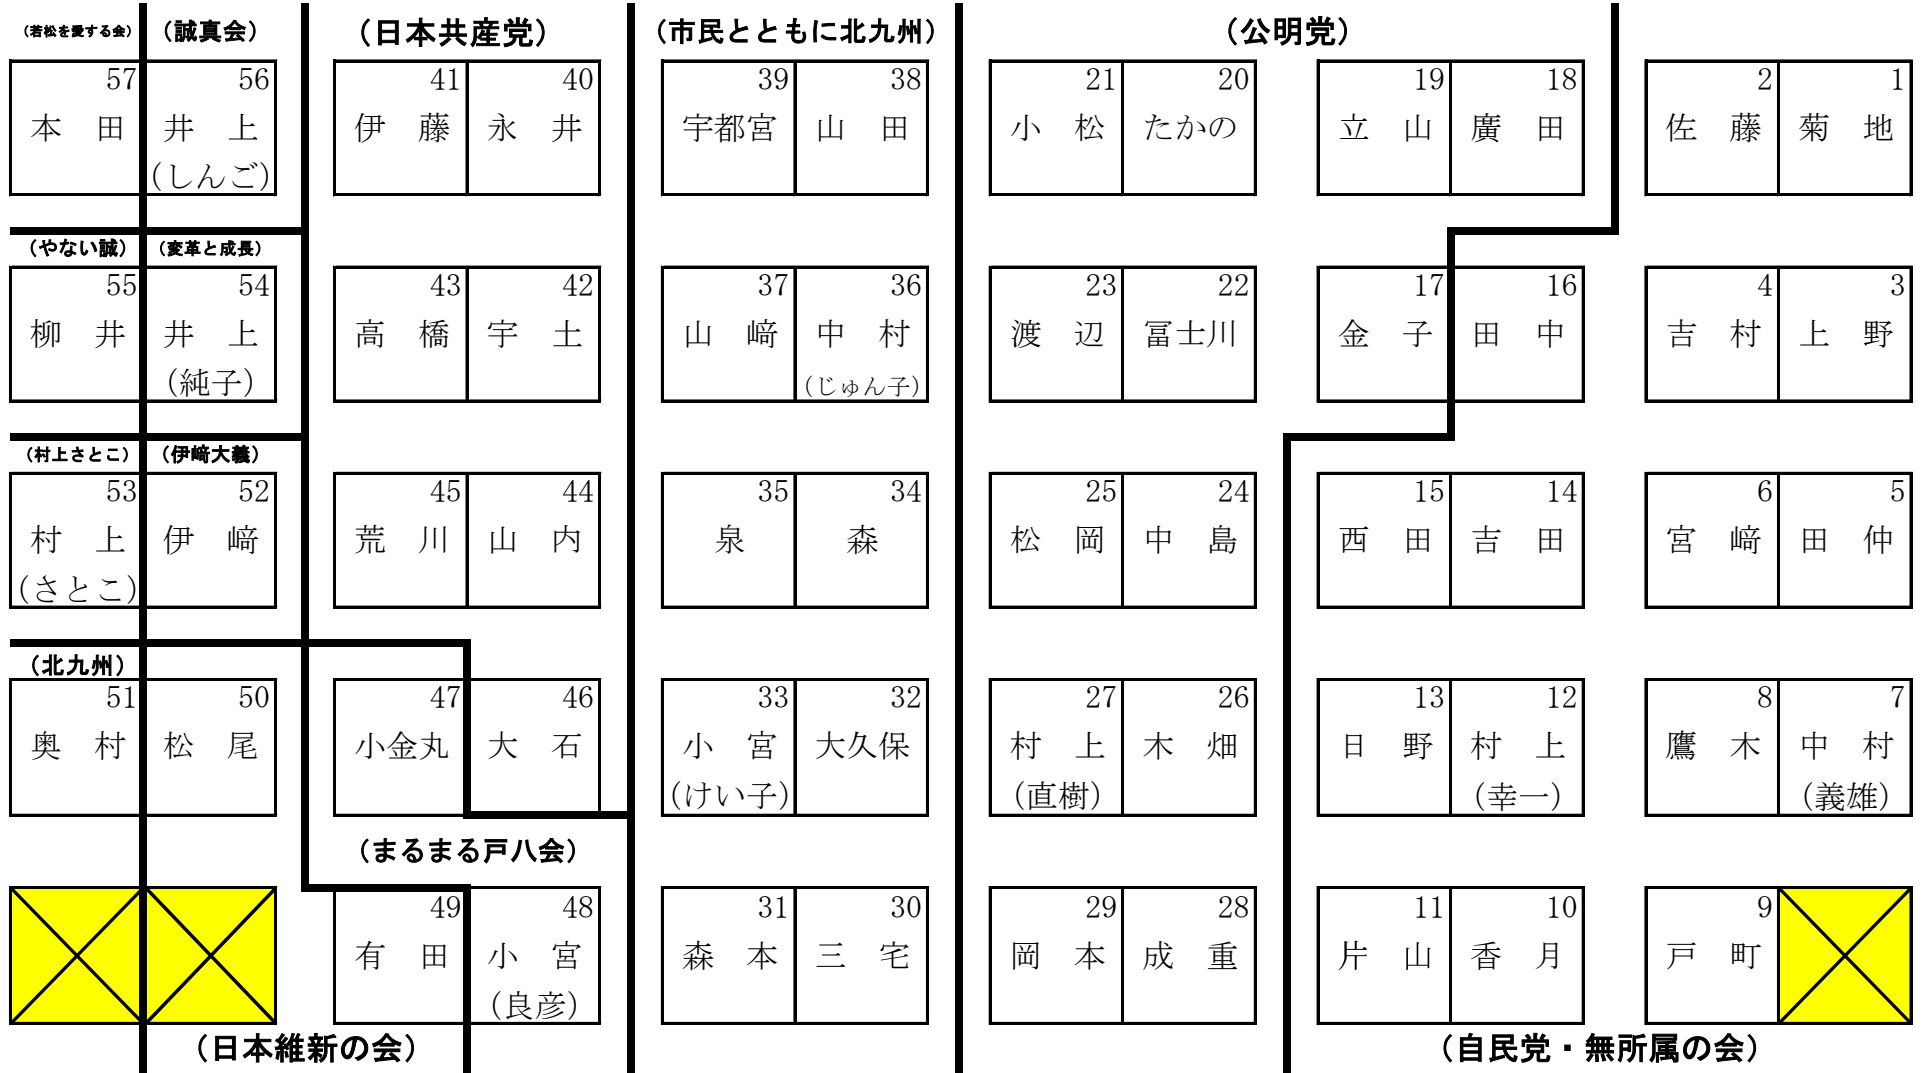 （若松を愛する会） （誠真会） （日本共産党） （市民とともに北九州） （公明党）
57 56 41 40 39 38 21 20 19 18 2 1
本田 井上 伊藤 永井 宇都宮 山田 小松 たかの 立山 廣田 佐藤 菊地
（しんご）
（やない誠） （変革と成長）
55 54 43 42 37 36 23 22 17 16 4 3
柳井 井上 高橋 宇土 山﨑 中村 渡辺 冨士川 金子 田中 吉村 上野
（純子） （じゅん子）
（村上さとこ） （伊﨑大義）
53 52 45 44 35 34 25 24 15 14 6 5
村上 伊﨑 荒川 山内 泉 森 松岡 中島 西田 吉田 宮﨑 田仲
（さとこ）
（北九州）
51 50 47 46 33 32 27 26 13 12 8 7
奥村 松尾 小金丸 大石 小宮 大久保 村上 木畑 日野 村上 鷹木 中村
（けい子） （直樹） （幸一） （義雄）
（まるまる戸八会）
49 48 31 30 29 28 11 10 9
有田 小宮 森本 三宅 岡本 成重 片山 香月 戸町
（良彦）
（日本維新の会） （自民党・無所属の会）